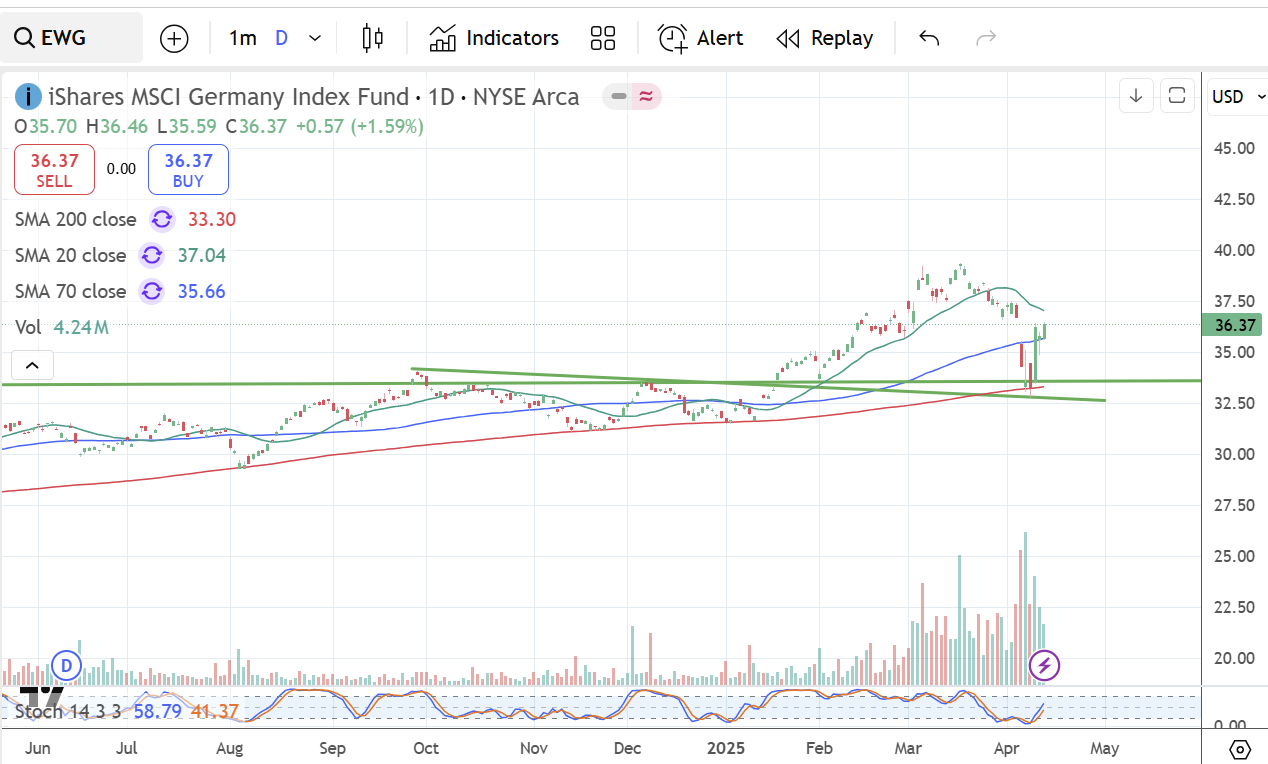 EWG 1m D Indicators Alert Replay
iShares MSCI Germany Index Fund · 1D · NYSE Arca
USD
O35.70 H36.46 L35.59 C36.37 +0.57 (+1.59%)
36.37 SELL 0.00 36.37 BUY
SMA 200 close 33.30
SMA 20 close 37.04
SMA 70 close 35.66
Vol 4.24M
45.00
42.50
40.00
37.50
36.37
35.00
32.50
30.00
27.50
25.00
22.50
20.00
D
Stoch 14 3 3 58.79 41.37
0.00
Jun Jul Aug Sep Oct Nov Dec 2025 Feb Mar Apr May